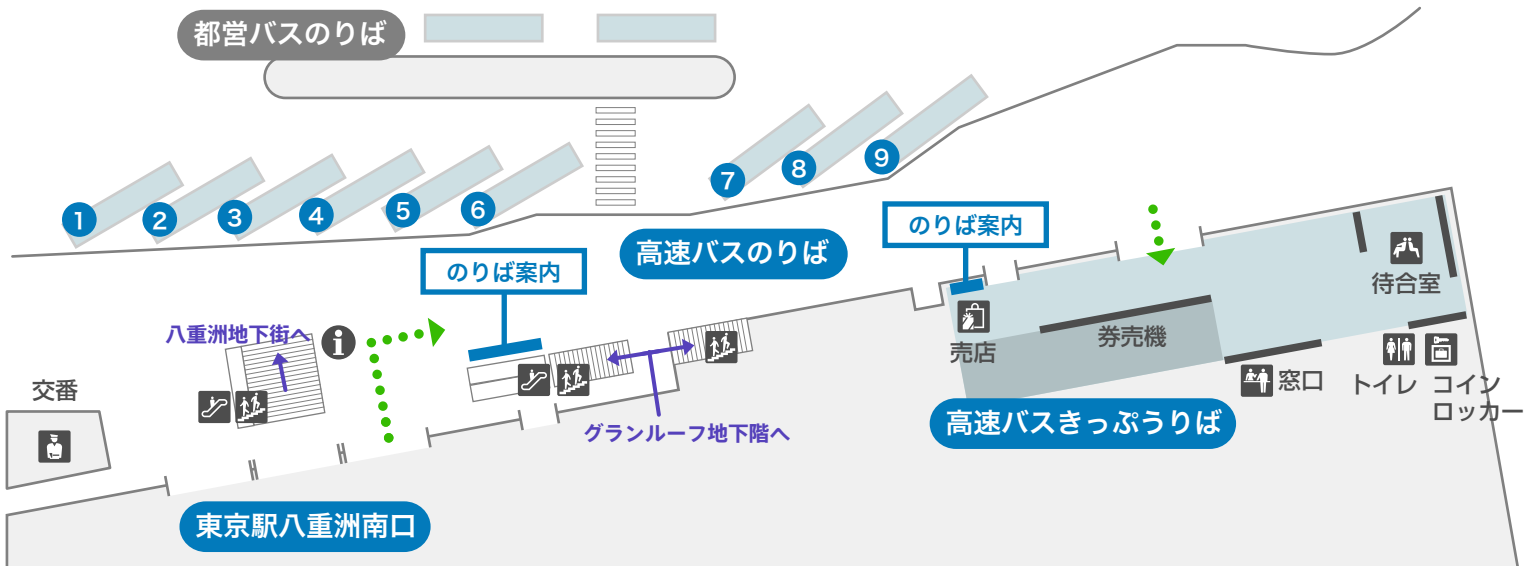 都営バスのりば
1
2
3
4
5
6
7
8
9
高速バスのりば
のりば案内
のりば案内
八重洲地下街へ
i
交番
グランルーフ地下階へ
東京駅八重洲南口
売店
券売機
待合室
窓口
トイレ
コイン
ロッカー
高速バスきっぷうりば